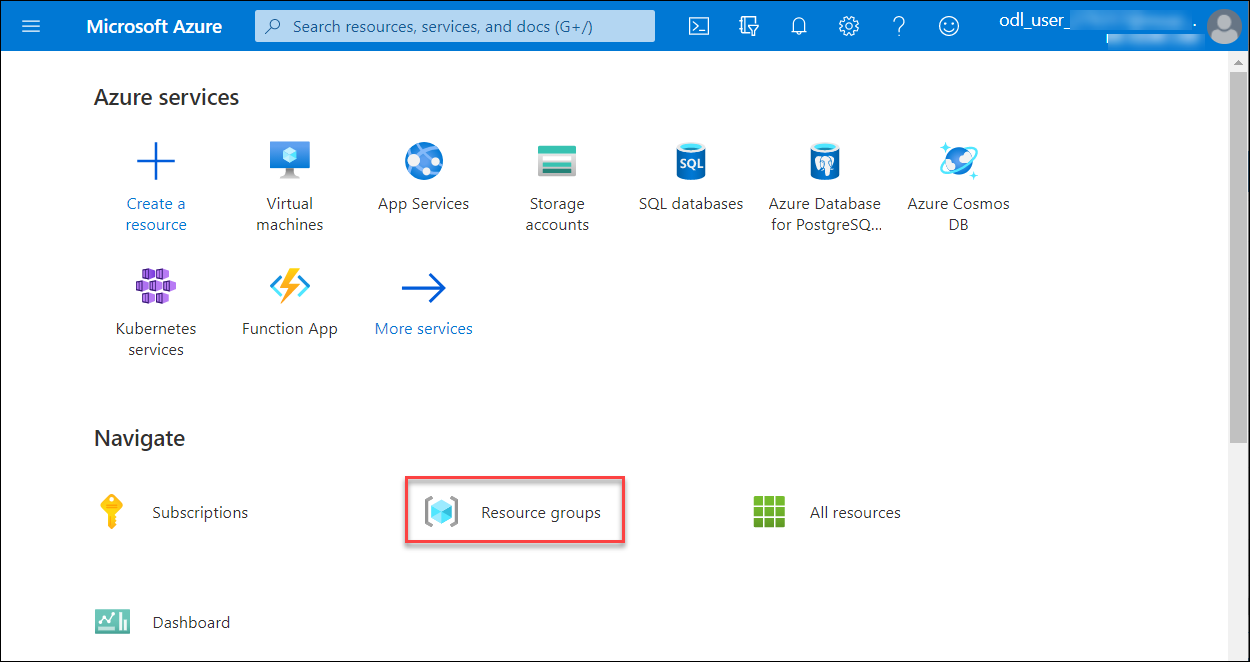 Microsoft Azure
Search resources, services, and docs (G+/)
odl_user_
Azure services
Create a
resource
Virtual
machines
App Services
Storage
accounts
SQL
SQL databases
Azure Database
for PostgreSQ...
Azure Cosmos
DB
Kubernetes
services
Function App
More services
Navigate
Subscriptions
Resource groups
All resources
Dashboard